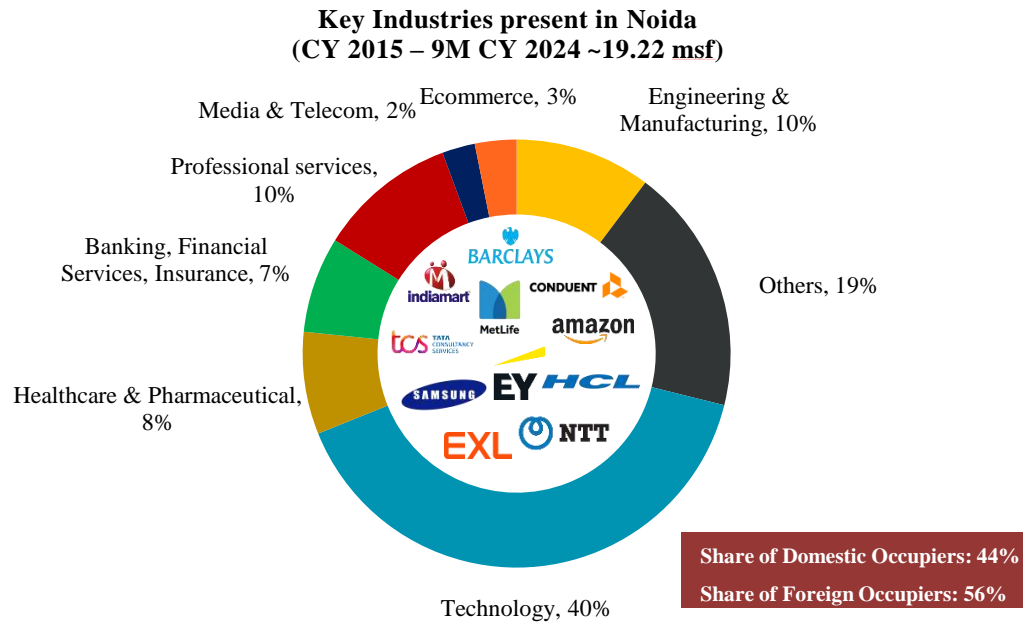 Key Industries present in Noida
(CY 2015 – 9M CY 2024 ~19.22 msf)
Media & Telecom, 2%
Ecommerce, 3%
Engineering &
Manufacturing, 10%
Professional services,
10%
Banking, Financial
Services, Insurance, 7%
Others, 19%
Healthcare & Pharmaceutical,
8%
BARCLAYS
indiamart
MetLife
CONDUENT
amazon
tcs TATA
CONSULTANCY
SERVICES
SAMSUNG
EY
HCL
EXL
NTT
Technology, 40%
Share of Domestic Occupiers: 44%
Share of Foreign Occupiers: 56%